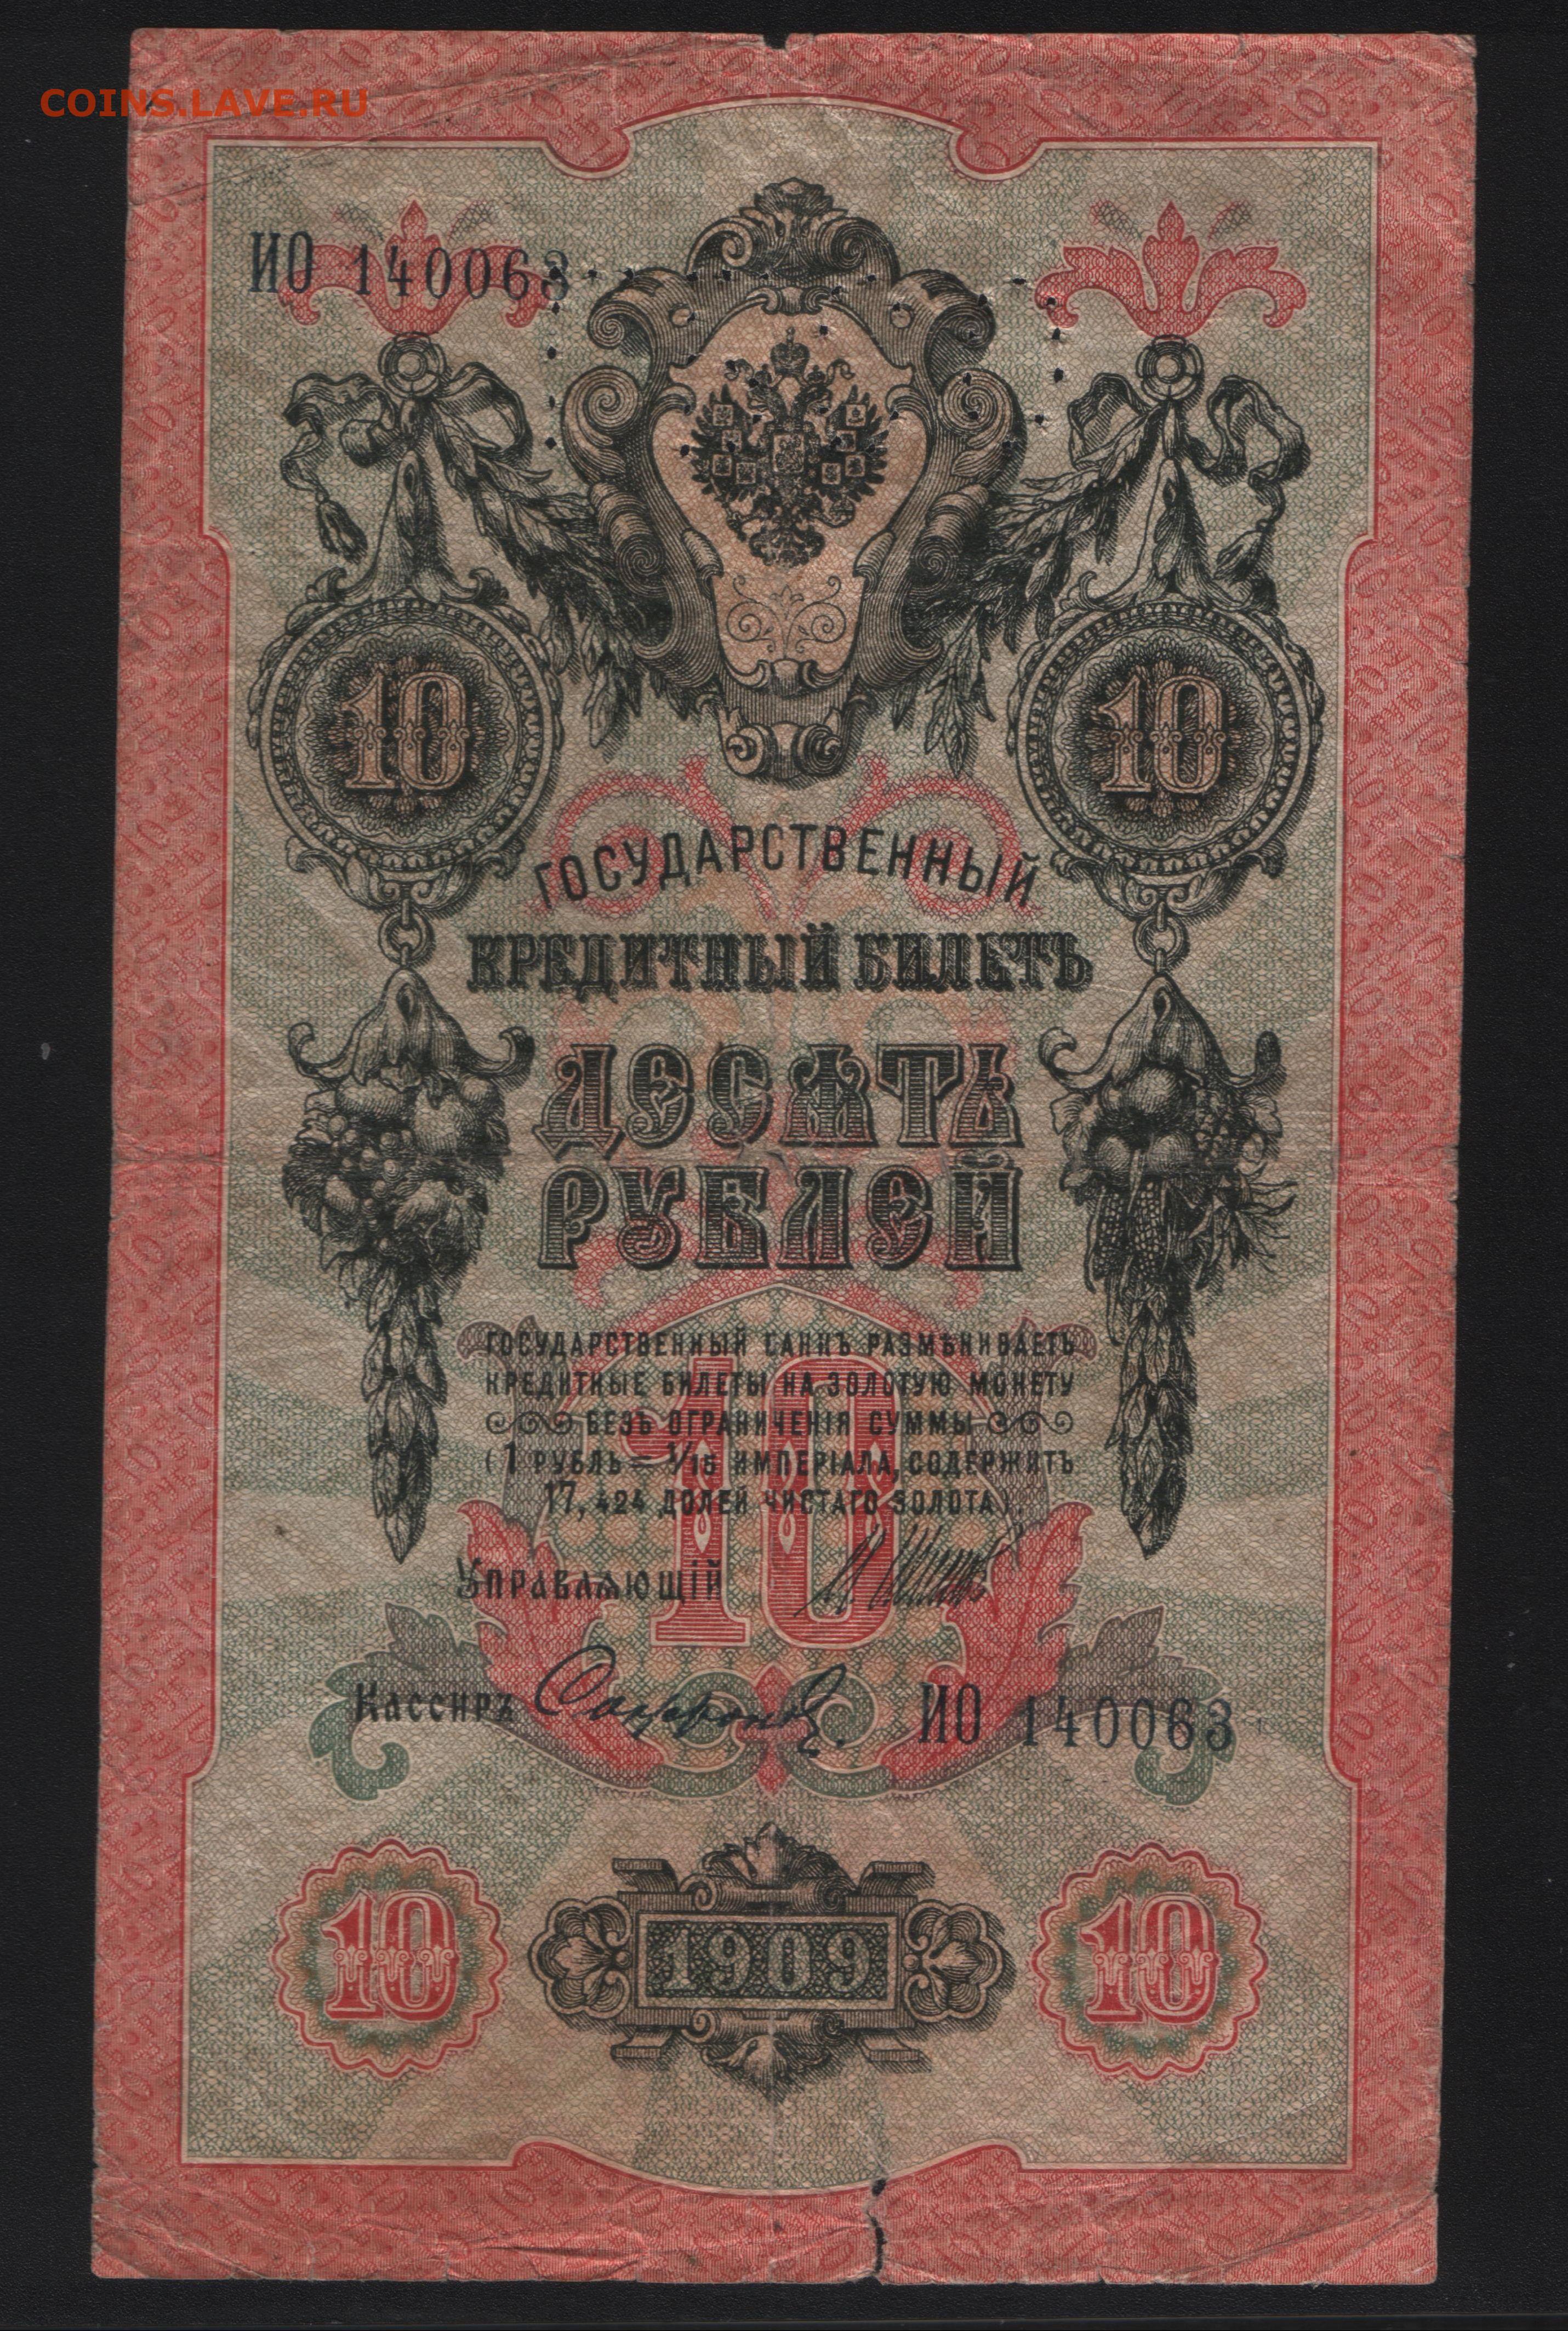 COINS.LAVE.RU
ИО 140063
10 10
ГОСУДАРСТВЕННЫЙ
КРЕДИТНЫЙ БИЛЕТЪ
ДЕСЯТЬ
РУБЛЕЙ
ГОСУДАРСТВЕННЫЙ БАНКЪ РАЗМѢНИВАЕТЪ
КРЕДИТНЫЕ БИЛЕТЫ НА ЗОЛОТУЮ МОНЕТУ
БЕЗЪ ОГРАНИЧЕНІЯ СУММЫ
(1 РУБЛЬ = 1/15 ИМПЕРІАЛА, СОДЕРЖИТЪ
17,424 ДОЛЕЙ ЧИСТАГО ЗОЛОТА).
10
УПРАВЛЯЮЩІЙ
Кассиръ Софронов. ИО 140063
10 1909 10